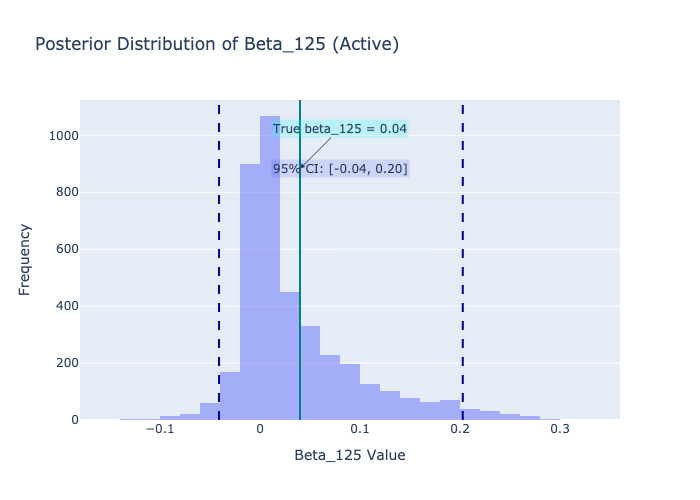 Posterior Distribution of Beta_125 (Active)
True beta_125 = 0.04
95% CI: [-0.04, 0.20]
1000
800
600
400
200
0
Frequency
−0.1
0
0.1
0.2
0.3
Beta_125 Value